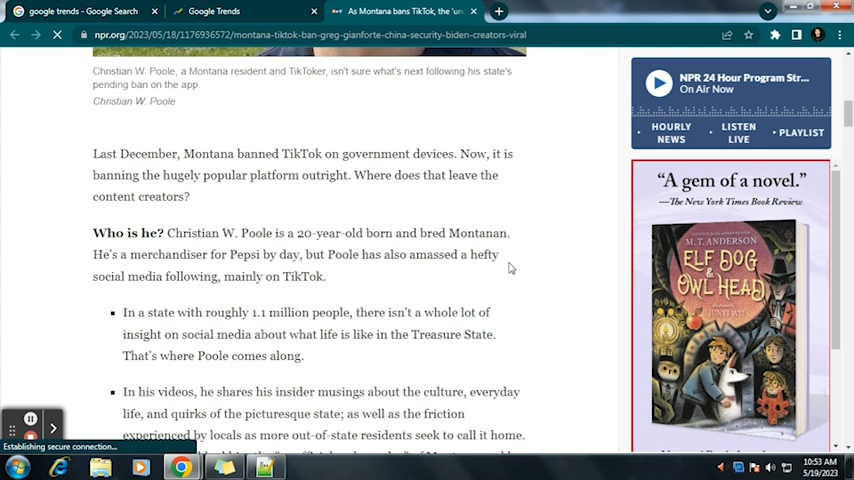 google trends - Google Search
Google Trends
As Montana bans TikTok, the 'un
npr.org/2023/05/18/1176936572/montana-tiktok-ban-greg-gianforte-china-security-biden-creators-viral
Christian W. Poole, a Montana resident and TikToker, isn't sure what's next following his state's
pending ban on the app.
Christian W. Poole
Last December, Montana banned TikTok on government devices. Now, it is
banning the hugely popular platform outright. Where does that leave the
content creators?
Who is he? Christian W. Poole is a 20-year-old born and bred Montanan.
He's a merchandiser for Pepsi by day, but Poole has also amassed a hefty
social media following, mainly on TikTok.
In a state with roughly 1.1 million people, there isn't a whole lot of
insight on social media about what life is like in the Treasure State.
That's where Poole comes along.
In his videos, he shares his insider musings about the culture, everyday
life, and quirks of the picturesque state; as well as the friction
experienced by locals as more out-of-state residents seek to call it home.
NPR 24 Hour Program Str...
On Air Now
HOURLY
NEWS
LISTEN
LIVE
PLAYLIST
"A gem of a novel."
—The New York Times Book Review
M. T. ANDERSON
ELF DOG
&
OWL HEAD
Establishing secure connection...
10:53 AM
5/19/2023